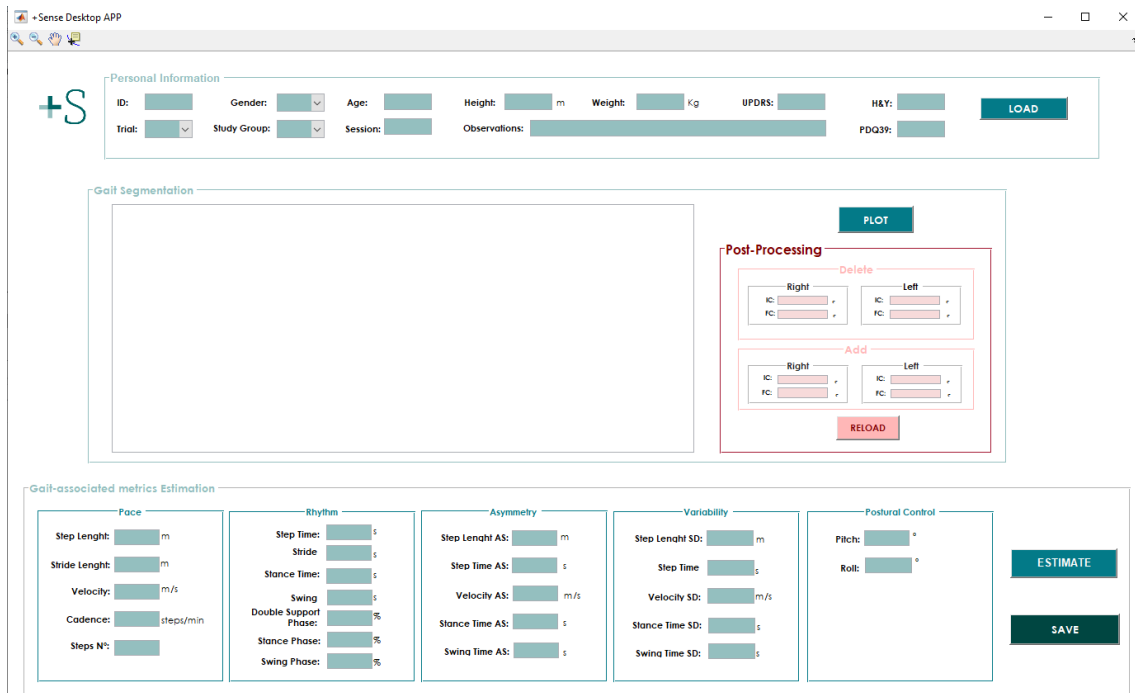 +Sense Desktop APP
+S
Personal Information
ID: Gender: Age: Height: m Weight: Kg UPDRS: H&Y:
LOAD
Trial: Study Group: Session: Observations: PDQ39:
Gait Segmentation
PLOT
Post-Processing
Delete
Right Left
IC: , IC: ,
FC: , FC: ,
Add
Right Left
IC: , IC: ,
FC: , FC: ,
RELOAD
Gait-associated metrics Estimation
Pace
Step Lenght: m
Stride Lenght: m
Velocity: m/s
Cadence: steps/min
Steps Nº:
Rhythm
Step Time: s
Stride s
Stance Time: s
Swing s
Double Support
Phase: %
Stance Phase: %
Swing Phase: %
Asymmetry
Step Lenght AS: m
Step Time AS: s
Velocity AS: m/s
Stance Time AS: s
Swing Time AS: s
Variability
Step Lenght SD: m
Step Time s
Velocity SD: m/s
Stance Time SD: s
Swing Time SD: s
Postural Control
Pitch: °
Roll: °
ESTIMATE
SAVE